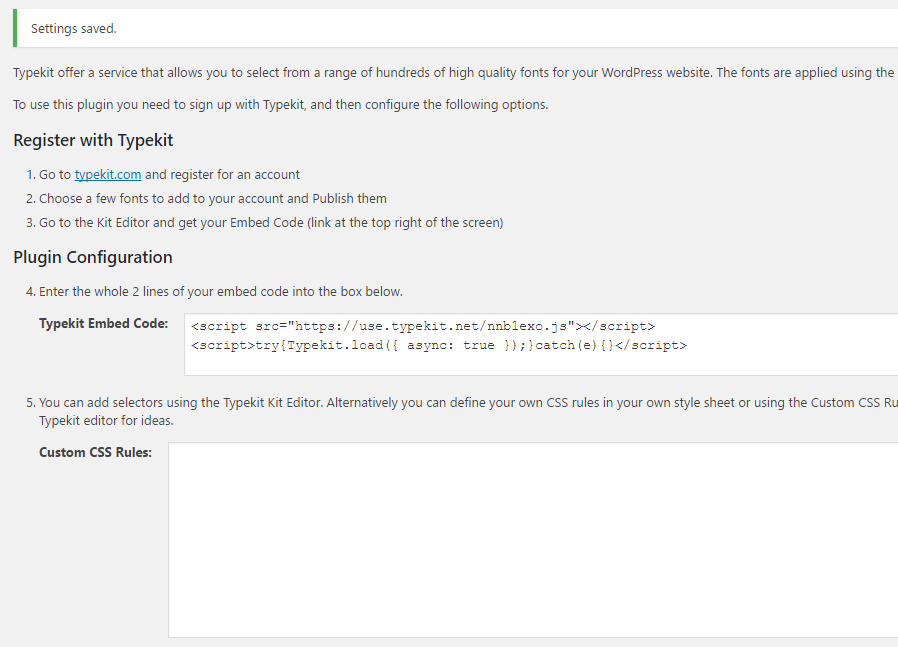 Settings saved.
Typekit offer a service that allows you to select from a range of hundreds of high quality fonts for your WordPress website. The fonts are applied using the
To use this plugin you need to sign up with Typekit, and then configure the following options.
Register with Typekit
1. Go to typekit.com and register for an account
2. Choose a few fonts to add to your account and Publish them
3. Go to the Kit Editor and get your Embed Code (link at the top right of the screen)
Plugin Configuration
4. Enter the whole 2 lines of your embed code into the box below.
Typekit Embed Code:
<script src="https://use.typekit.net/nnb1exo.js"></script>
<script>try{Typekit.load({ async: true });}catch(e){}</script>
5. You can add selectors using the Typekit Kit Editor. Alternatively you can define your own CSS rules in your own style sheet or using the Custom CSS Ru
Typekit editor for ideas.
Custom CSS Rules: